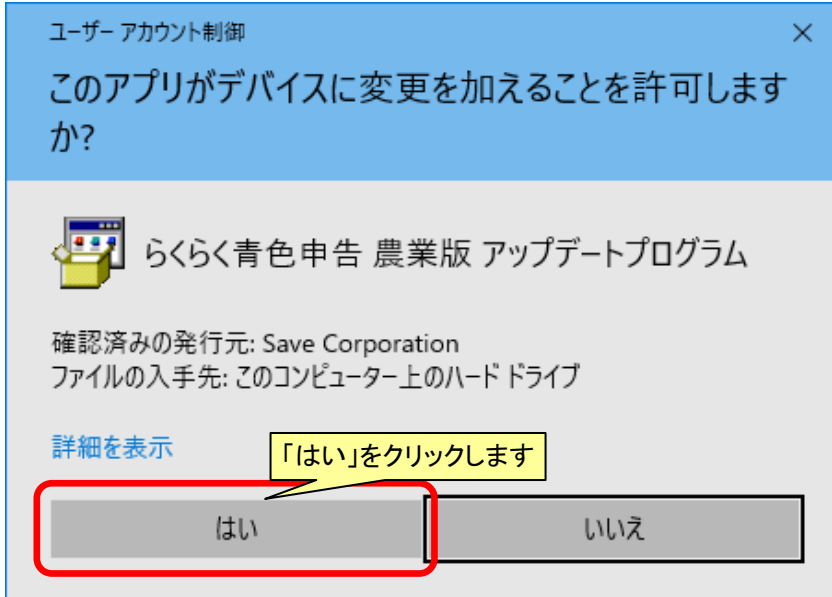 ユーザー アカウント制御
このアプリがデバイスに変更を加えることを許可します
か?
らくらく青色申告 農業版 アップデートプログラム
確認済みの発行元: Save Corporation
ファイルの入手先: このコンピューター上のハード ドライブ
詳細を表示
「はい」をクリックします
はい
いいえ